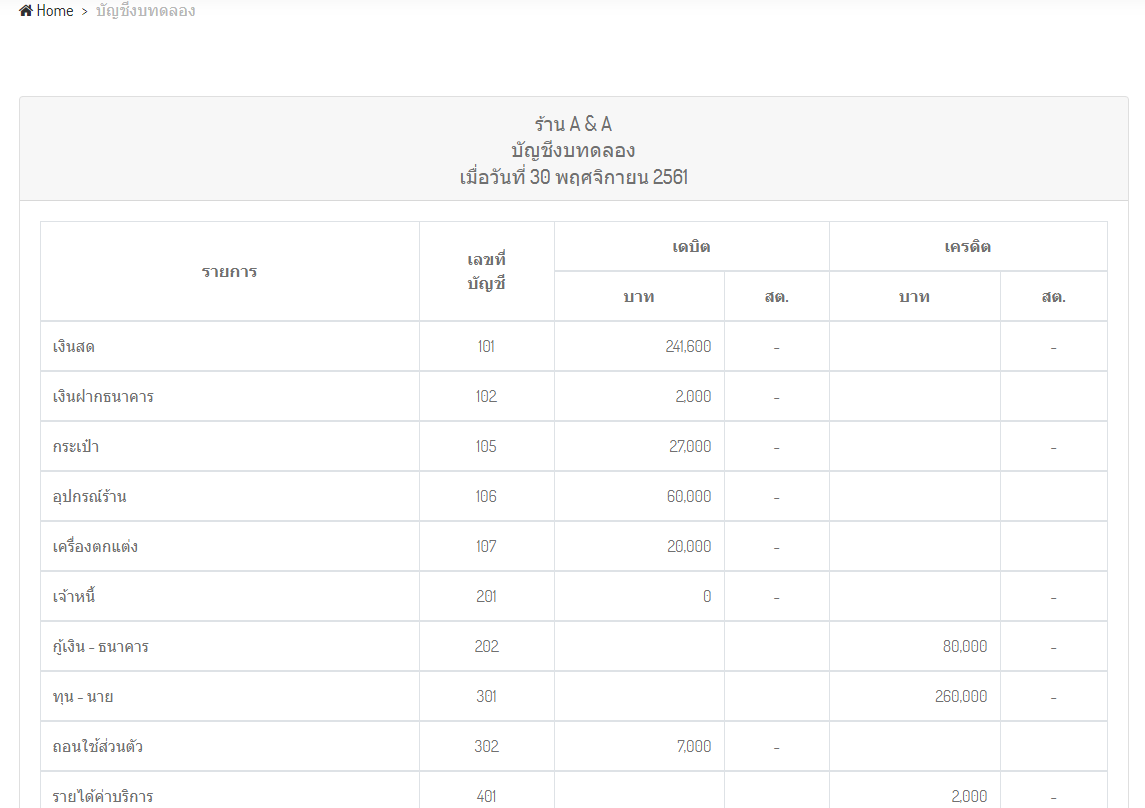 Home > บัญชีงบทดลอง
ร้าน A & A
บัญชีงบทดลอง
เมื่อวันที่ 30 พฤศจิกายน 2561
รายการ เลขที่บัญชี เดบิต เครดิต
บาท สต. บาท สต.
เงินสด 101 241,600 - -
เงินฝากธนาคาร 102 2,000 -
กระเป๋า 105 27,000 - -
อุปกรณ์ร้าน 106 60,000 -
เครื่องตกแต่ง 107 20,000 -
เจ้าหนี้ 201 0 - -
กู้เงิน - ธนาคาร 202 80,000 -
ทุน - นาย 301 260,000 -
ถอนใช้ส่วนตัว 302 7,000 -
รายได้ค่าบริการ 401 2,000 -